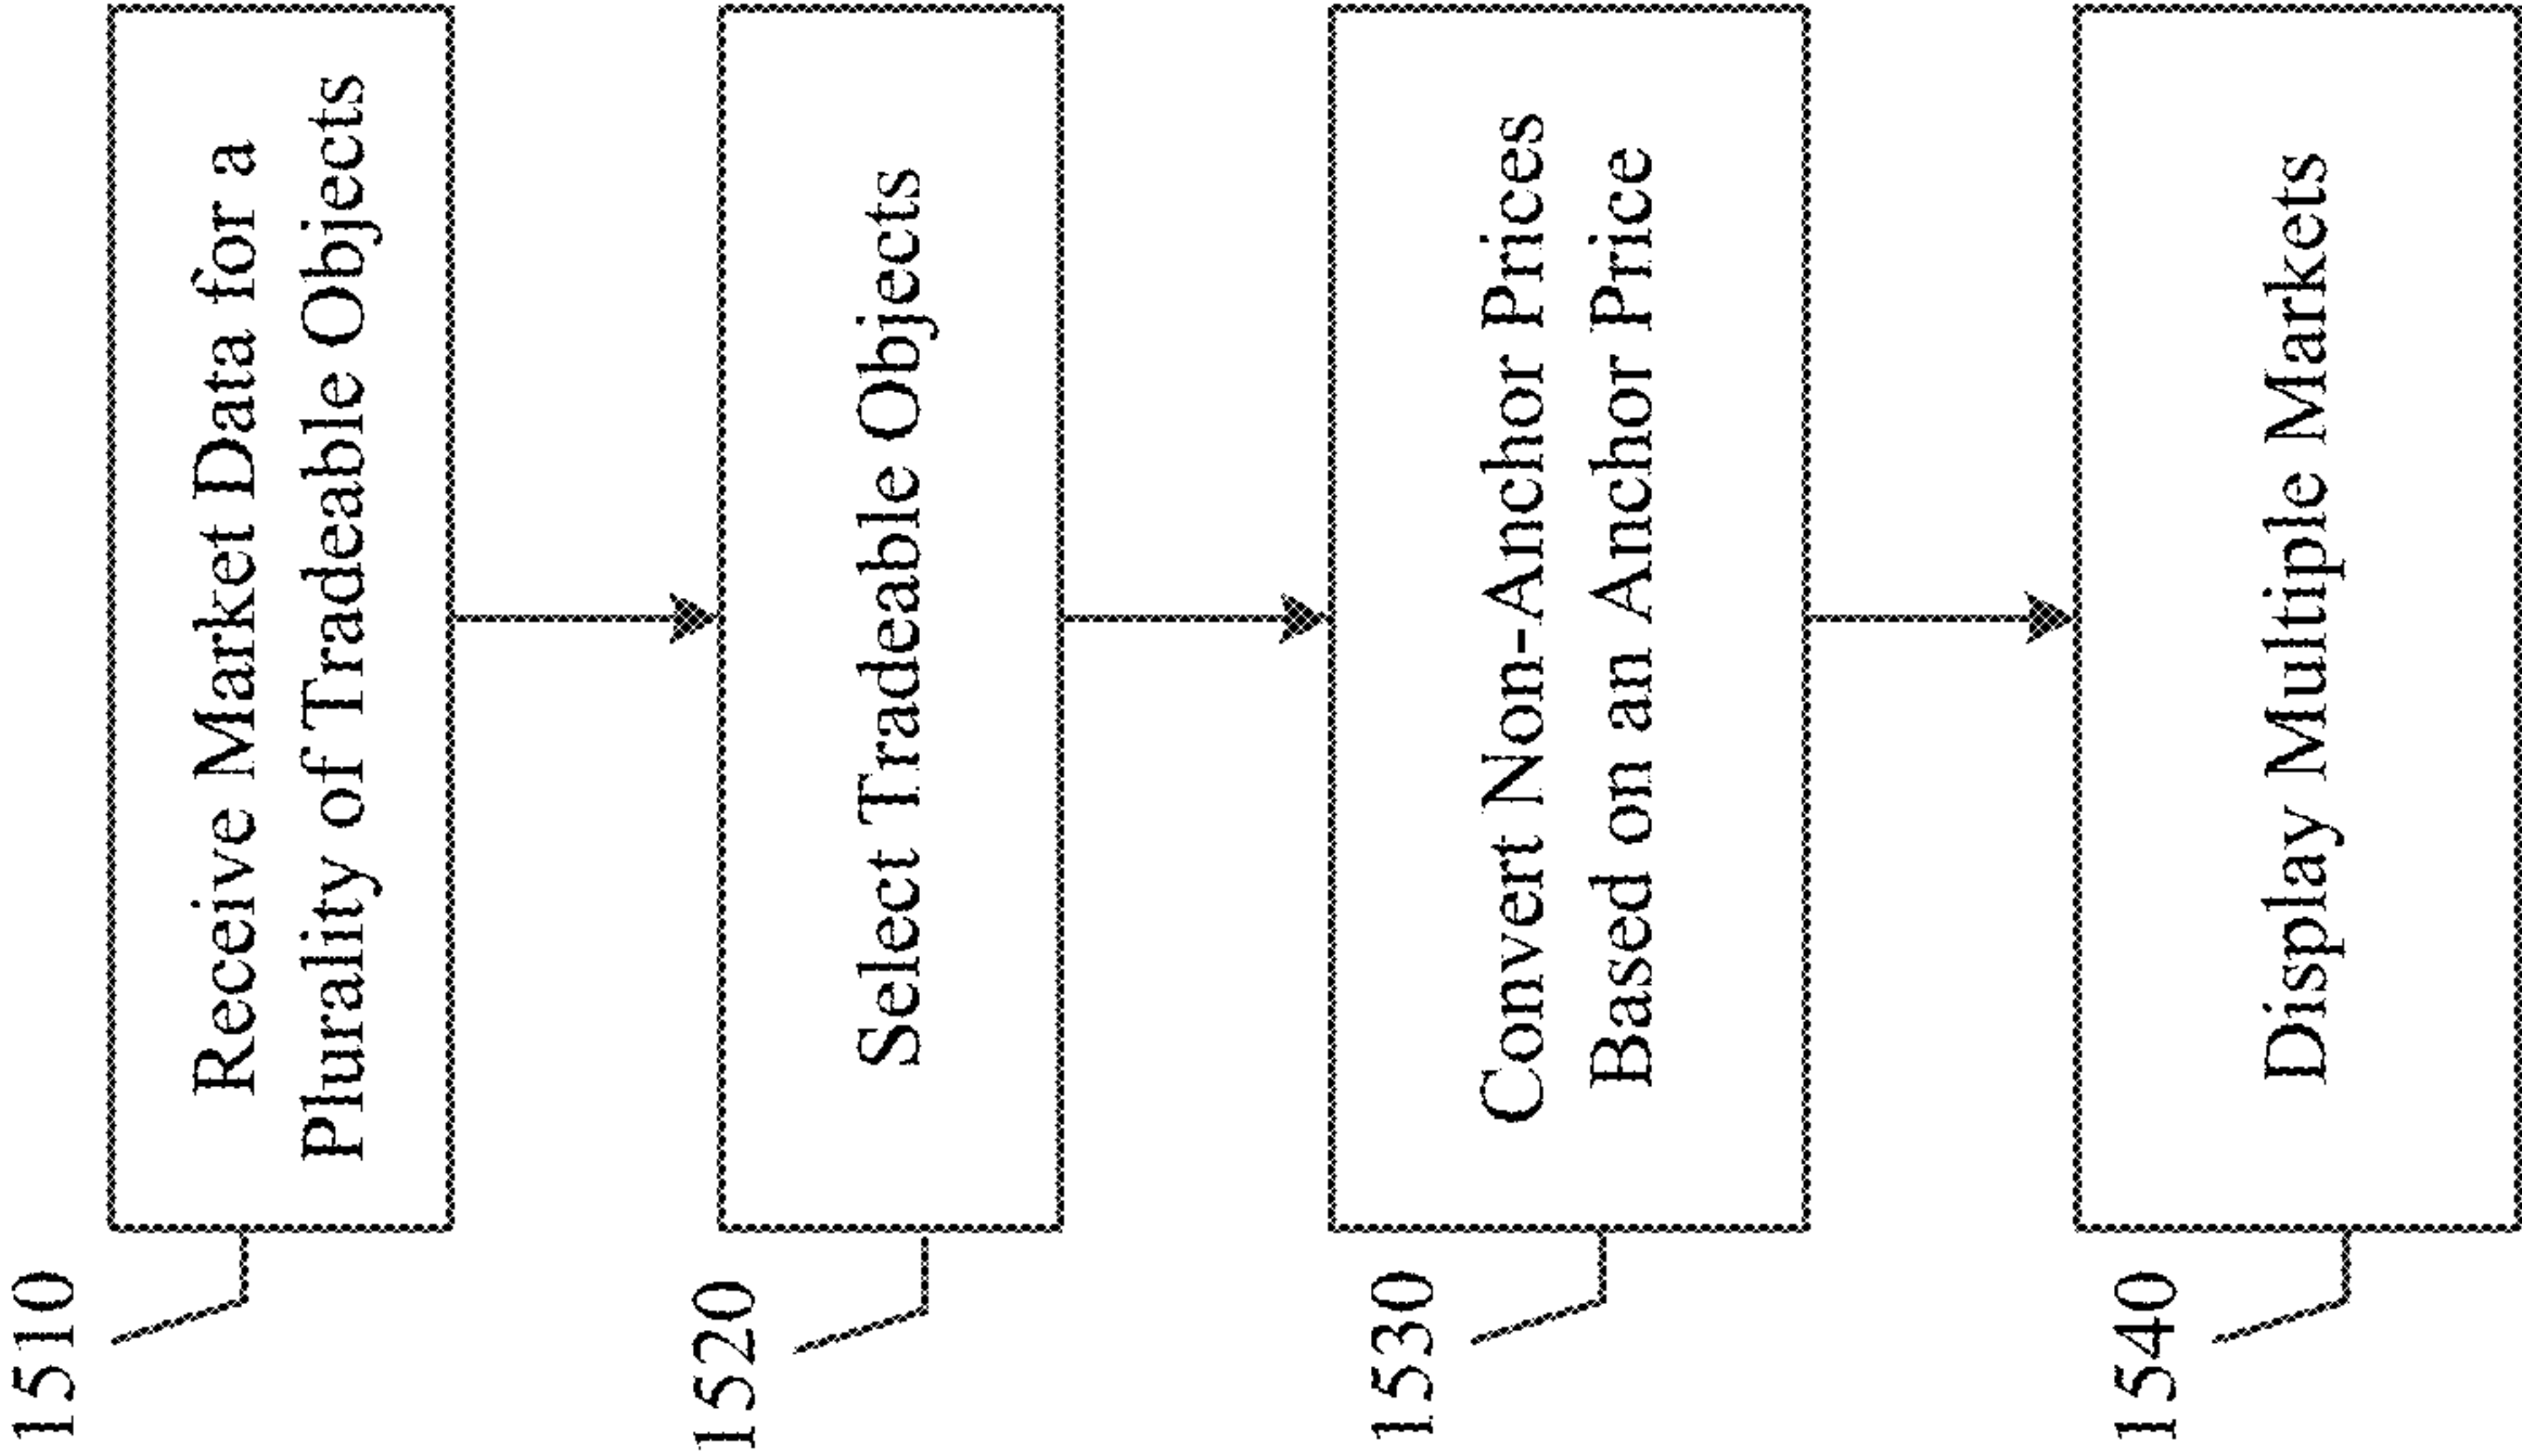 1510
Receive Market Data for a
Plurality of Tradeable Objects
1520
Select Tradeable Objects
1530
Convert Non-Anchor Prices
Based on an Anchor Price
1540
Display Multiple Markets